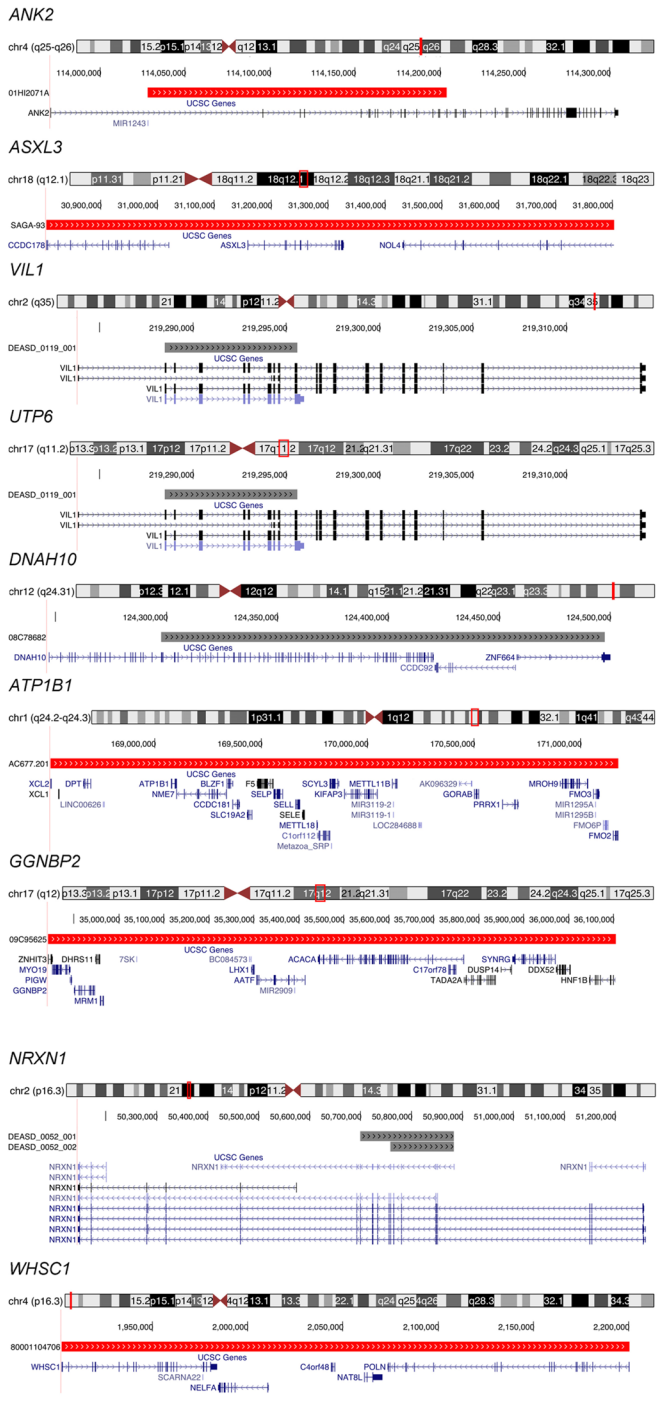 ANK2
chr4 (q25-q26) 15.2 p15.1 p14 13 12 q12 13.1 q24 q25 q26 q28.3 32.1
114,000,000 114,050,000 114,100,000 114,150,000 114,200,000 114,250,000 114,300,000
01HI2071A
UCSC Genes
ANK2
MIR1243
ASXL3
chr18 (q12.1) p11.31 p11.21 18q11.2 18q12.1 18q12.2 18q12.3 18q21.1 18q21.2 18q22.1 18q22.3 18q23
30,900,000 31,000,000 31,100,000 31,200,000 31,300,000 31,400,000 31,500,000 31,600,000 31,700,000 31,800,000
SAGA-93
UCSC Genes
CCDC178 ASXL3 NOL4
VIL1
chr2 (q35) 21 14 p12 11.2 14.3 31.1 q34 35
219,290,000 219,295,000 219,300,000 219,305,000 219,310,000
DEASD_0119_001
UCSC Genes
VIL1
VIL1
VIL1
VIL1
UTP6
chr17 (q11.2) p13.3 p13.2 p13.1 17p12 17p11.2 17q11.2 17q12 21.2 q21.31 17q22 23.2 24.2 q24.3 q25.1 17q25.3
219,290,000 219,295,000 219,300,000 219,305,000 219,310,000
DEASD_0119_001
UCSC Genes
VIL1
VIL1
VIL1
VIL1
DNAH10
chr12 (q24.31) p12.3 12.1 12q12 14.1 q15 21.1 21.2 21.31 q22 q23.1 q23.3
124,300,000 124,350,000 124,400,000 124,450,000 124,500,000
08C78682
UCSC Genes
DNAH10 ZNF664
CCDC92
ATP1B1
chr1 (q24.2-q24.3) 1p31.1 1q12 32.1 1q41 q43 44
169,000,000 169,500,000 170,000,000 170,500,000 171,000,000
AC677.201
UCSC Genes
XCL2 DPT ATP1B1 BLZF1 F5 SCYL3 METTL11B AK096329 MROH9
XCL1 NME7 SELP KIFAP3 GORAB FMO3
LINC00626 CCDC181 SELL MIR3119-2 PRRX1 MIR1295A
SLC19A2 SELE MIR3119-1 MIR1295B
METTL18 LOC284688 FMO6P
C1orf112 FMO2
Metazoa_SRP
GGNBP2
chr17 (q12) p13.3 p13.2 p13.1 17p12 17p11.2 17q11.2 17q12 21.2 q21.31 17q22 q23.2 24.2 q24.3 q25.1 17q25.3
35,000,000 35,100,000 35,200,000 35,300,000 35,400,000 35,500,000 35,600,000 35,700,000 35,800,000 35,900,000 36,000,000 36,100,000
09C95625
UCSC Genes
ZNHIT3 DHRS11 7SK BC084573 ACACA SYNRG
MYO19 LHX1 C17orf78 DUSP14 DDX52
PIGW AATF TADA2A HNF1B
GGNBP2 MIR2909
MRM1
NRXN1
chr2 (p16.3) 21 14 p12 11.2 14.3 31.1 34 35
50,300,000 50,400,000 50,500,000 50,600,000 50,700,000 50,800,000 50,900,000 51,000,000 51,100,000 51,200,000
DEASD_0052_001
DEASD_0052_002
UCSC Genes
NRXN1 NRXN1 NRXN1
NRXN1
NRXN1
NRXN1
NRXN1
NRXN1
NRXN1
NRXN1
WHSC1
chr4 (p16.3) 15.2 p15.1 p14 13 12 4q12 13.1 13.3 22.1 q24 q25 4q26 q28.3 32.1 34.3
1,950,000 2,000,000 2,050,000 2,100,000 2,150,000 2,200,000
80001104706
UCSC Genes
WHSC1 C4orf48 POLN
SCARNA22 NAT8L
NELFA